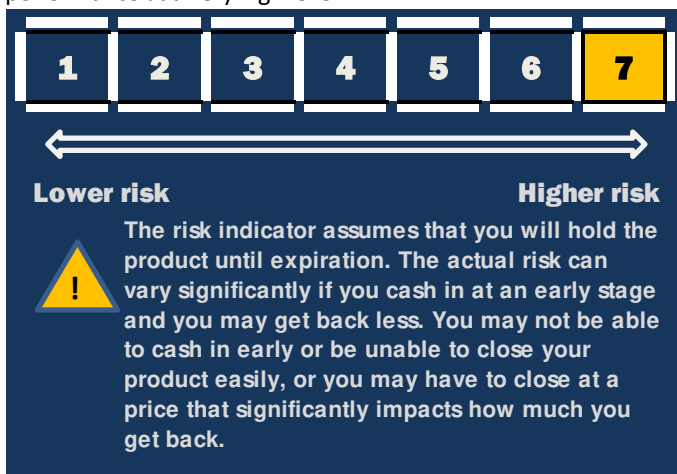 1 2 3 4 5 6 7
Lower risk Higher risk
The risk indicator assumes that you will hold the
product until expiration. The actual risk can
! vary significantly if you cash in at an early stage
and you may get back less. You may not be able
to cash in early or be unable to close your
product easily, or you may have to close at a
price that significantly impacts how much you
get back.